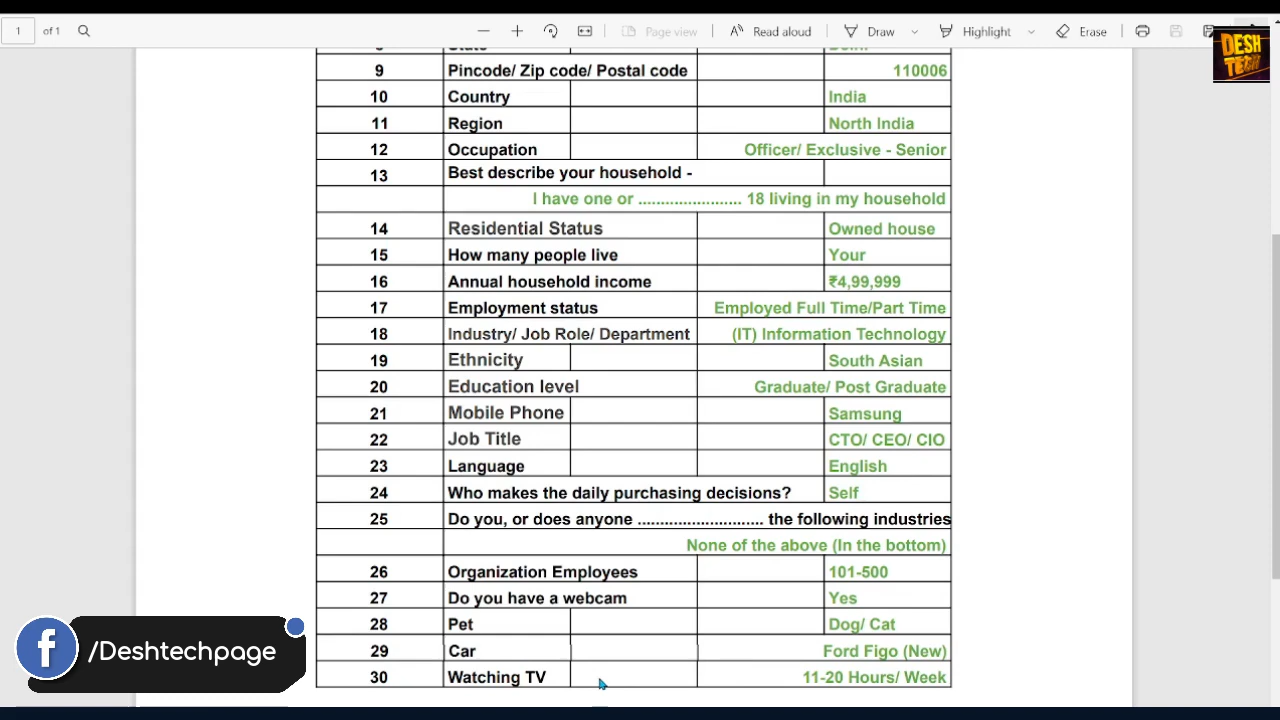 1 of 1 Page view Read aloud Draw Highlight Erase
DESH
TECH
State Delhi
9 Pincode/ Zip code/ Postal code 110006
10 Country India
11 Region North India
12 Occupation Officer/ Exclusive - Senior
13 Best describe your household -
I have one or ....................... 18 living in my household
14 Residential Status Owned house
15 How many people live Your
16 Annual household income ₹4,99,999
17 Employment status Employed Full Time/Part Time
18 Industry/ Job Role/ Department (IT) Information Technology
19 Ethnicity South Asian
20 Education level Graduate/ Post Graduate
21 Mobile Phone Samsung
22 Job Title CTO/ CEO/ CIO
23 Language English
24 Who makes the daily purchasing decisions? Self
25 Do you, or does anyone ............................ the following industries
None of the above (In the bottom)
26 Organization Employees 101-500
27 Do you have a webcam Yes
28 Pet Dog/ Cat
29 Car Ford Figo (New)
30 Watching TV 11-20 Hours/ Week
f /Deshtechpage